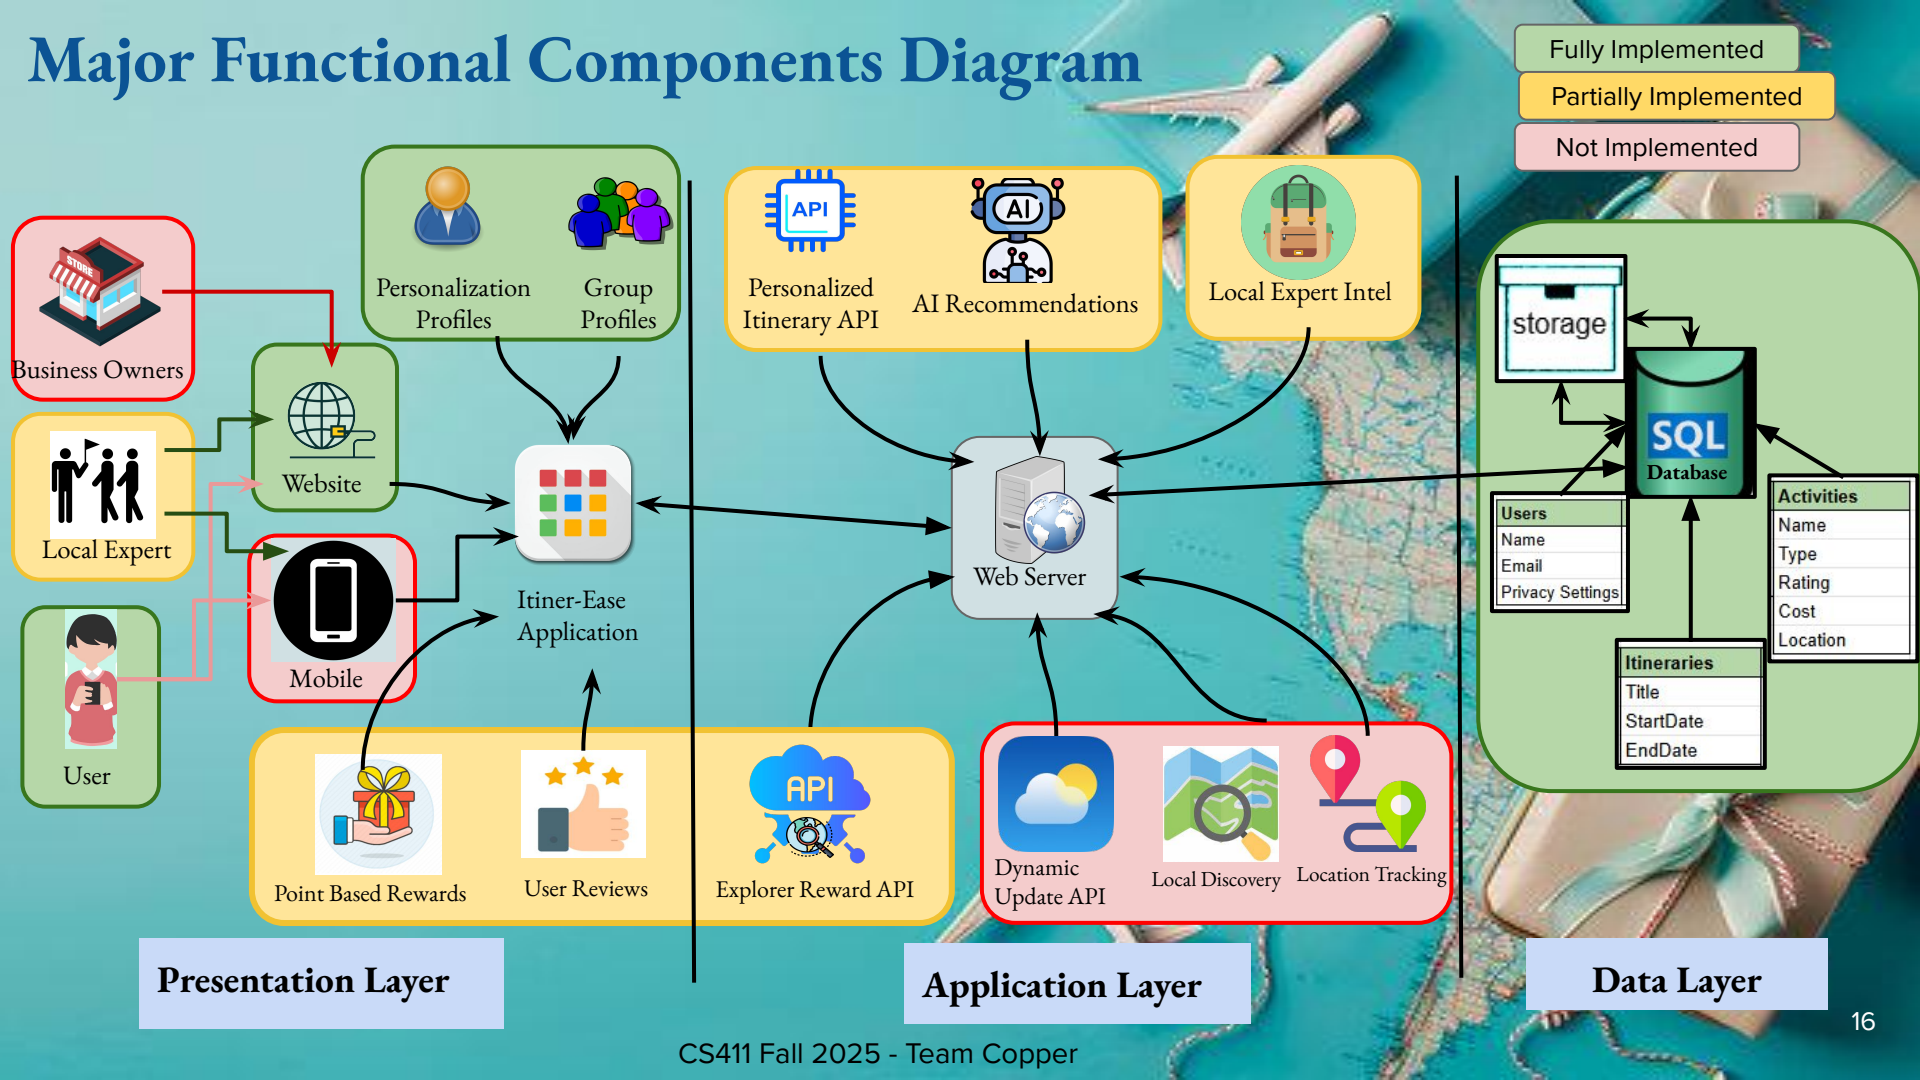 Major Functional Components Diagram
Fully Implemented
Partially Implemented
Not Implemented
STORE
Business Owners
Local Expert
User
Website
Mobile
Personalization
Profiles
Group
Profiles
Itiner-Ease
Application
Point Based Rewards
User Reviews
API
Personalized
Itinerary API
AI
AI Recommendations
Local Expert Intel
Web Server
API
Explorer Reward API
Dynamic
Update API
Local Discovery
Location Tracking
storage
SQL
Database
Users
Name
Email
Privacy Settings
Activities
Name
Type
Rating
Cost
Location
Itineraries
Title
StartDate
EndDate
Presentation Layer
Application Layer
Data Layer
16
CS411 Fall 2025 - Team Copper